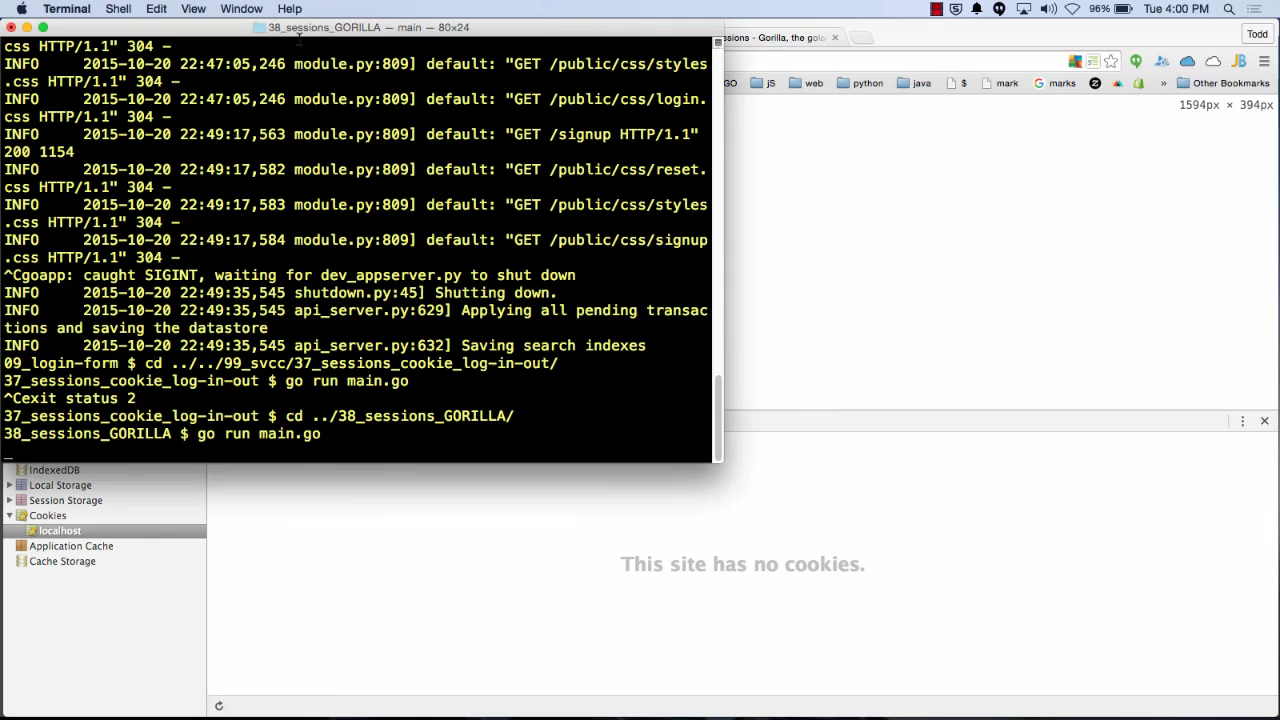 Terminal Shell Edit View Window Help 96% Tue 4:00 PM
38_sessions_GORILLA — main — 80×24
ssions - Gorilla, the gola
Todd
GO jS web python java $ mark marks » Other Bookmarks
1594px × 394px
css HTTP/1.1" 304 -
INFO     2015-10-20 22:47:05,246 module.py:809] default: "GET /public/css/styles
.css HTTP/1.1" 304 -
INFO     2015-10-20 22:47:05,246 module.py:809] default: "GET /public/css/login.
css HTTP/1.1" 304 -
INFO     2015-10-20 22:49:17,563 module.py:809] default: "GET /signup HTTP/1.1"
200 1154
INFO     2015-10-20 22:49:17,582 module.py:809] default: "GET /public/css/reset.
css HTTP/1.1" 304 -
INFO     2015-10-20 22:49:17,583 module.py:809] default: "GET /public/css/styles
.css HTTP/1.1" 304 -
INFO     2015-10-20 22:49:17,584 module.py:809] default: "GET /public/css/signup
.css HTTP/1.1" 304 -
^Cgoapp: caught SIGINT, waiting for dev_appserver.py to shut down
INFO     2015-10-20 22:49:35,545 shutdown.py:45] Shutting down.
INFO     2015-10-20 22:49:35,545 api_server.py:629] Applying all pending transac
tions and saving the datastore
INFO     2015-10-20 22:49:35,545 api_server.py:632] Saving search indexes
09_login-form $ cd ../../99_svcc/37_sessions_cookie_log-in-out/
37_sessions_cookie_log-in-out $ go run main.go
^Cexit status 2
37_sessions_cookie_log-in-out $ cd ../38_sessions_GORILLA/
38_sessions_GORILLA $ go run main.go
IndexedDB
Local Storage
Session Storage
Cookies
localhost
Application Cache
Cache Storage
This site has no cookies.